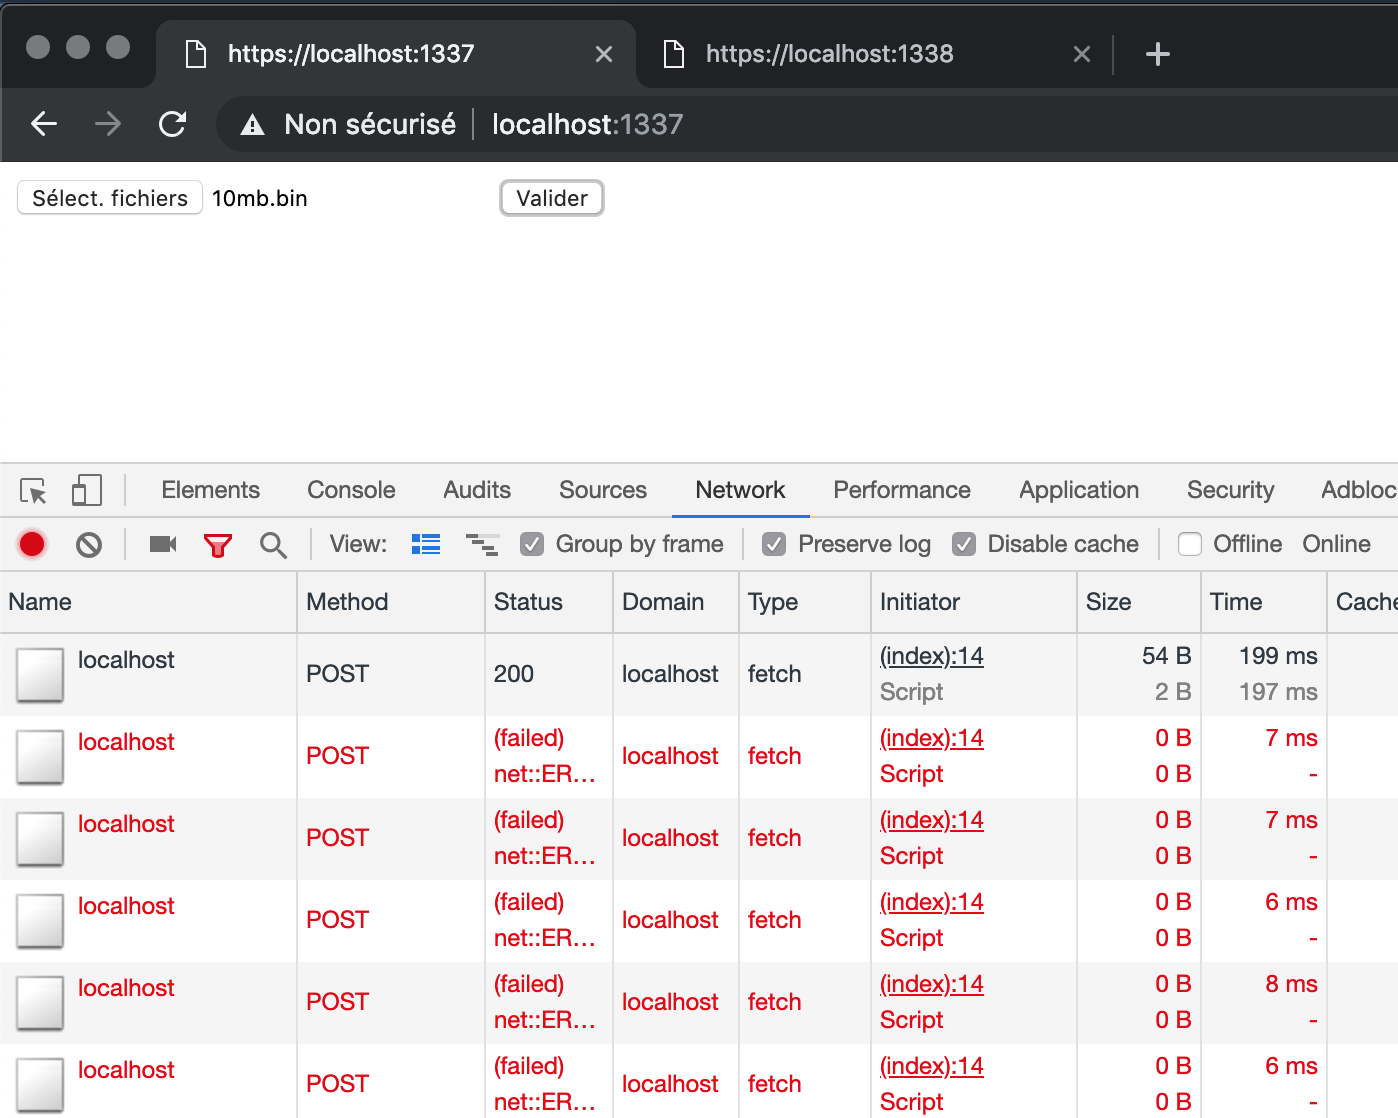 https://localhost:1337 https://localhost:1338
Non sécurisé localhost:1337
Sélect. fichiers 10mb.bin Valider
Elements Console Audits Sources Network Performance Application Security Adbloc
View: Group by frame Preserve log Disable cache Offline Online
Name Method Status Domain Type Initiator Size Time Cache
localhost POST 200 localhost fetch (index):14 54 B 199 ms
Script 2 B 197 ms
localhost POST (failed) localhost fetch (index):14 0 B 7 ms
net::ER... Script 0 B -
localhost POST (failed) localhost fetch (index):14 0 B 7 ms
net::ER... Script 0 B -
localhost POST (failed) localhost fetch (index):14 0 B 6 ms
net::ER... Script 0 B -
localhost POST (failed) localhost fetch (index):14 0 B 8 ms
net::ER... Script 0 B -
localhost POST (failed) localhost fetch (index):14 0 B 6 ms
net::ER... Script 0 B -